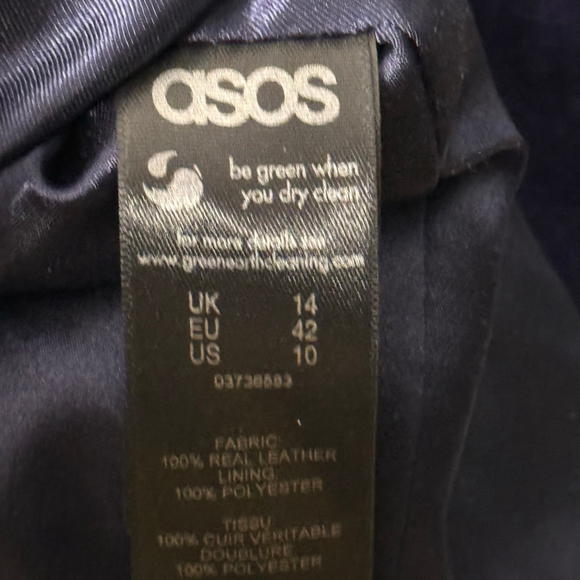 asos
be green when
you dry clean
for more details see
www.greenearthcleaning.com
UK 14
EU 42
US 10
FABRIC:
100% REAL LEATHER
LINING:
100% POLYESTER
TISSU
100% CUIR VERITABLE
DOUBLURE
100% POLYESTER